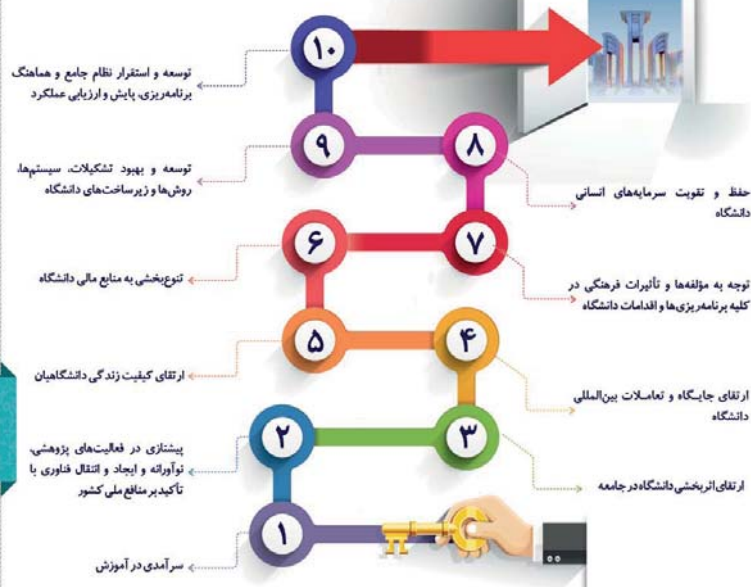 ۱۰
توسعه و استقرار نظام جامع و هماهنگ
برنامه‌ریزی، پایش و ارزیابی عملکرد
۹
توسعه و بهبود تشکیلات، سیستم‌ها،
روش‌ها و زیرساخت‌های دانشگاه
۸
حفظ و تقویت سرمایه‌های انسانی
دانشگاه
۷
توجه به مؤلفه‌ها و تأثیرات فرهنگی در
کلیه برنامه‌ریزی‌ها و اقدامات دانشگاه
۶
تنوع‌بخشی به منابع مالی دانشگاه
۵
ارتقای کیفیت زندگی دانشگاهیان
۴
ارتقای جایگاه و تعاملات بین‌المللی
دانشگاه
۳
ارتقای اثربخشی دانشگاه در جامعه
۲
پیشتازی در فعالیت‌های پژوهشی،
نوآورانه و ایجاد و انتقال فناوری با
تأکید بر منافع ملی کشور
۱
سرآمدی در آموزش